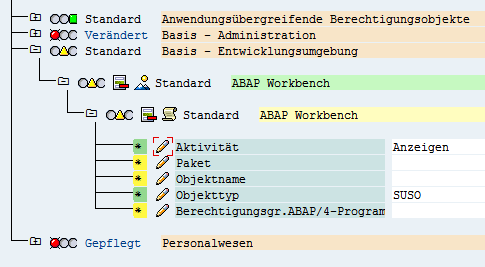 Standard Anwendungsübergreifende Berechtigungsobjekte
Verändert Basis - Administration
Standard Basis - Entwicklungsumgebung
Standard ABAP Workbench
Standard ABAP Workbench
Aktivität Anzeigen
Paket
Objektname
Objekttyp SUSO
Berechtigungsgr.ABAP/4-Program
Gepflegt Personalwesen